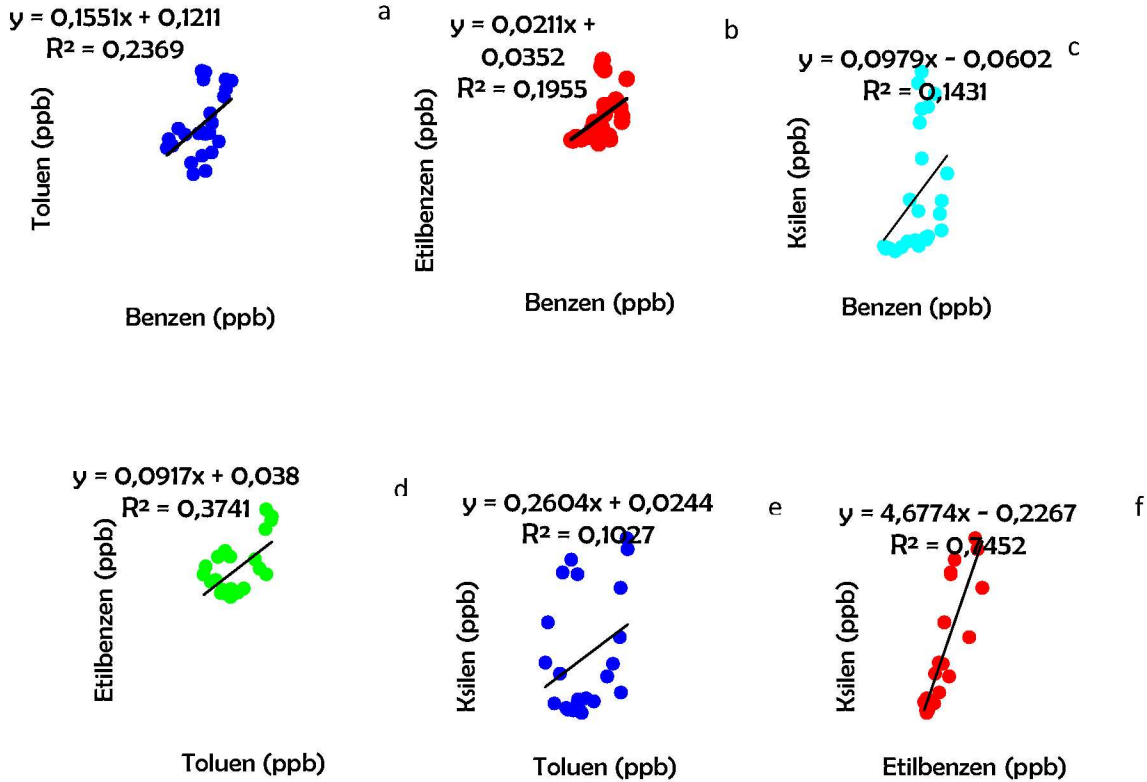 y = 0,1551x + 0,1211
R² = 0,2369
Toluen (ppb)
Benzen (ppb)
a
y = 0,0211x +
0,0352
R² = 0,1955
Etilbenzen (ppb)
Benzen (ppb)
b
y = 0,0979x - 0,0602
R² = 0,1431
Ksilen (ppb)
Benzen (ppb)
c
y = 0,0917x + 0,038
R² = 0,3741
Etilbenzen (ppb)
Toluen (ppb)
d
y = 0,2604x + 0,0244
R² = 0,1027
Ksilen (ppb)
Toluen (ppb)
e
y = 4,6774x - 0,2267
R² = 0,7452
Ksilen (ppb)
Etilbenzen (ppb)
f